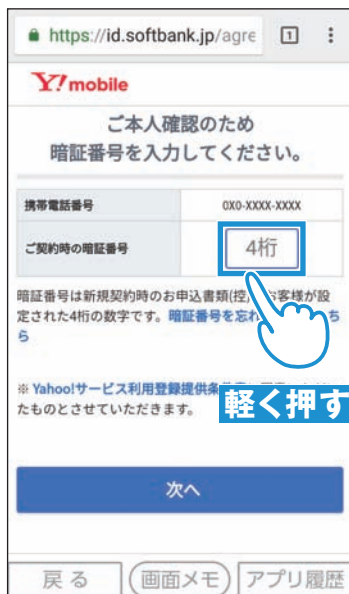 https://id.softbank.jp/agre
1
Y!mobile
ご本人確認のため
暗証番号を入力してください。
携帯電話番号 0X0-XXXX-XXXX
ご契約時の暗証番号 4桁
暗証番号は新規契約時のお申込書類(控) お客様が設
定された4桁の数字です。暗証番号を忘れ ち
ら
※ Yahoo!サービス利用登録提供条
たものとさせていただきます。
軽く押す
次へ
戻る 画面メモ アプリ履歴